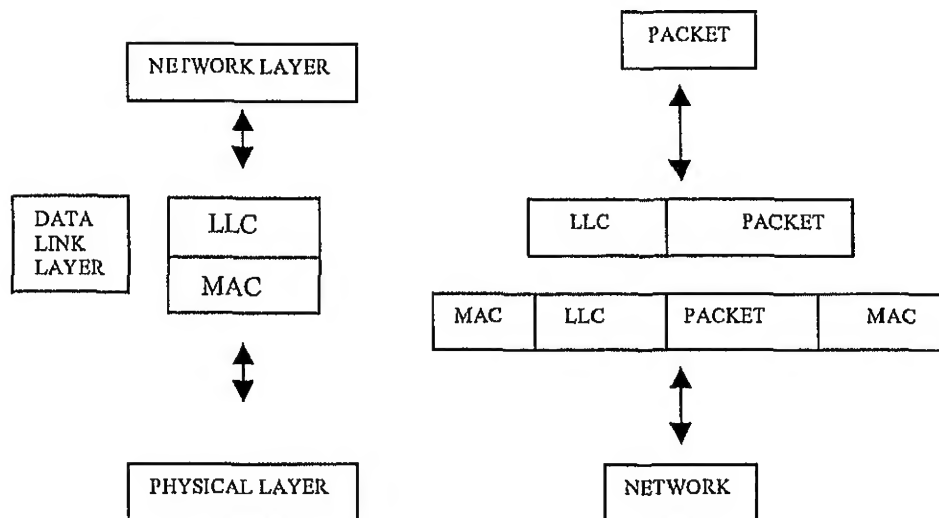 NETWORK LAYER
DATA
LINK
LAYER
LLC
MAC
PHYSICAL LAYER
PACKET
LLC PACKET
MAC LLC PACKET MAC
NETWORK